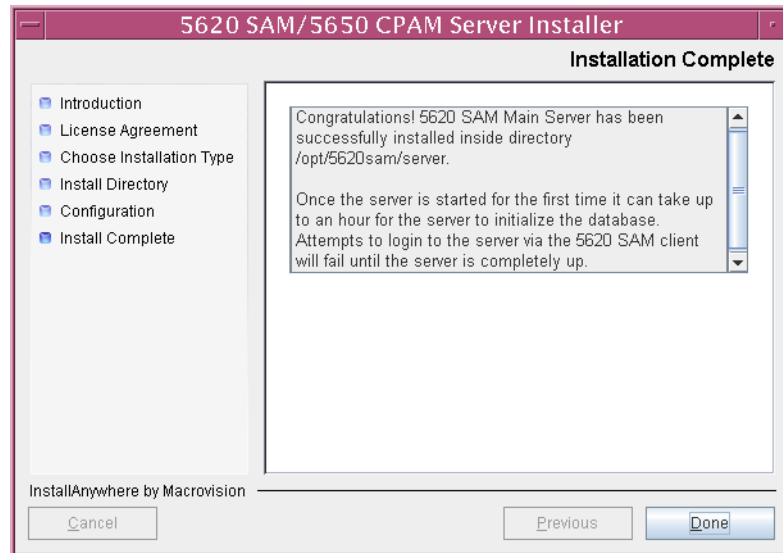 5620 SAM/5650 CPAM Server Installer
Installation Complete
Introduction
License Agreement
Choose Installation Type
Install Directory
Configuration
Install Complete
Congratulations! 5620 SAM Main Server has been
successfully installed inside directory
/opt/5620sam/server.
Once the server is started for the first time it can take up
to an hour for the server to initialize the database.
Attempts to login to the server via the 5620 SAM client
will fail until the server is completely up.
InstallAnywhere by Macrovision
Cancel
Previous
Done